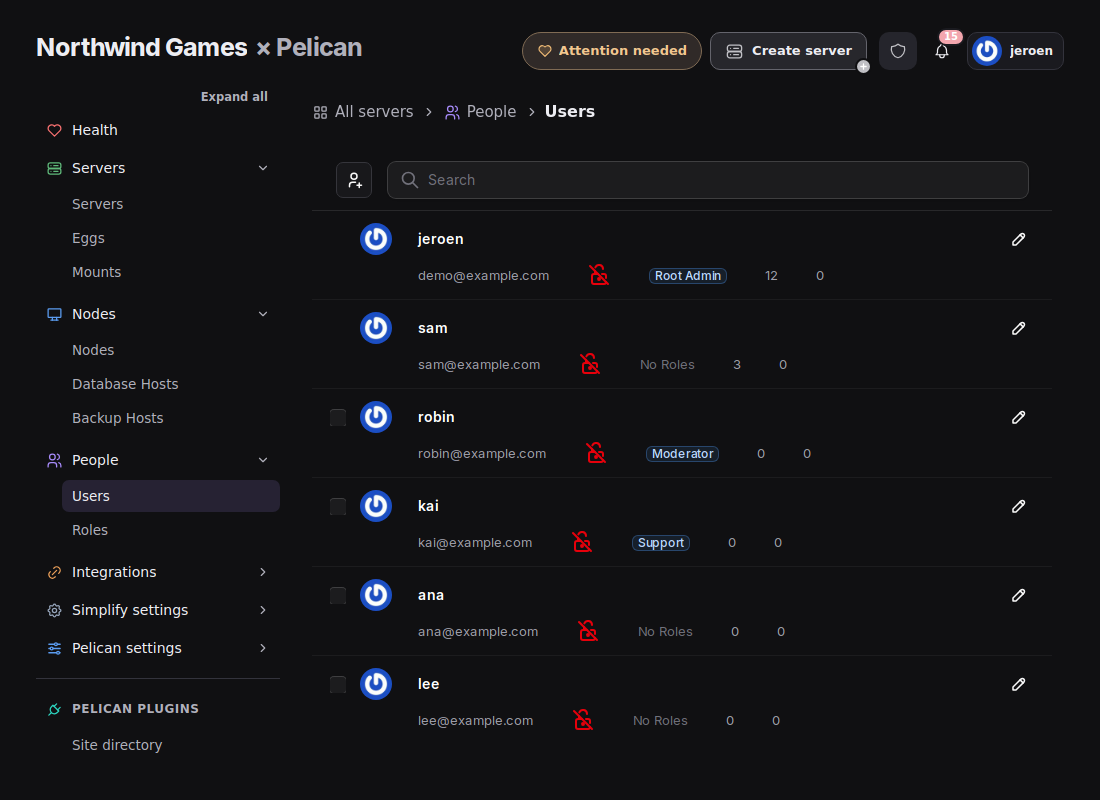 Northwind Games × Pelican
Attention needed
Create server
15
jeroen
Expand all
Health
Servers
Servers
Eggs
Mounts
Nodes
Nodes
Database Hosts
Backup Hosts
People
Users
Roles
Integrations
Simplify settings
Pelican settings
PELICAN PLUGINS
Site directory
All servers > People > Users
Search
jeroen
demo@example.com Root Admin 12 0
sam
sam@example.com No Roles 3 0
robin
robin@example.com Moderator 0 0
kai
kai@example.com Support 0 0
ana
ana@example.com No Roles 0 0
lee
lee@example.com No Roles 0 0